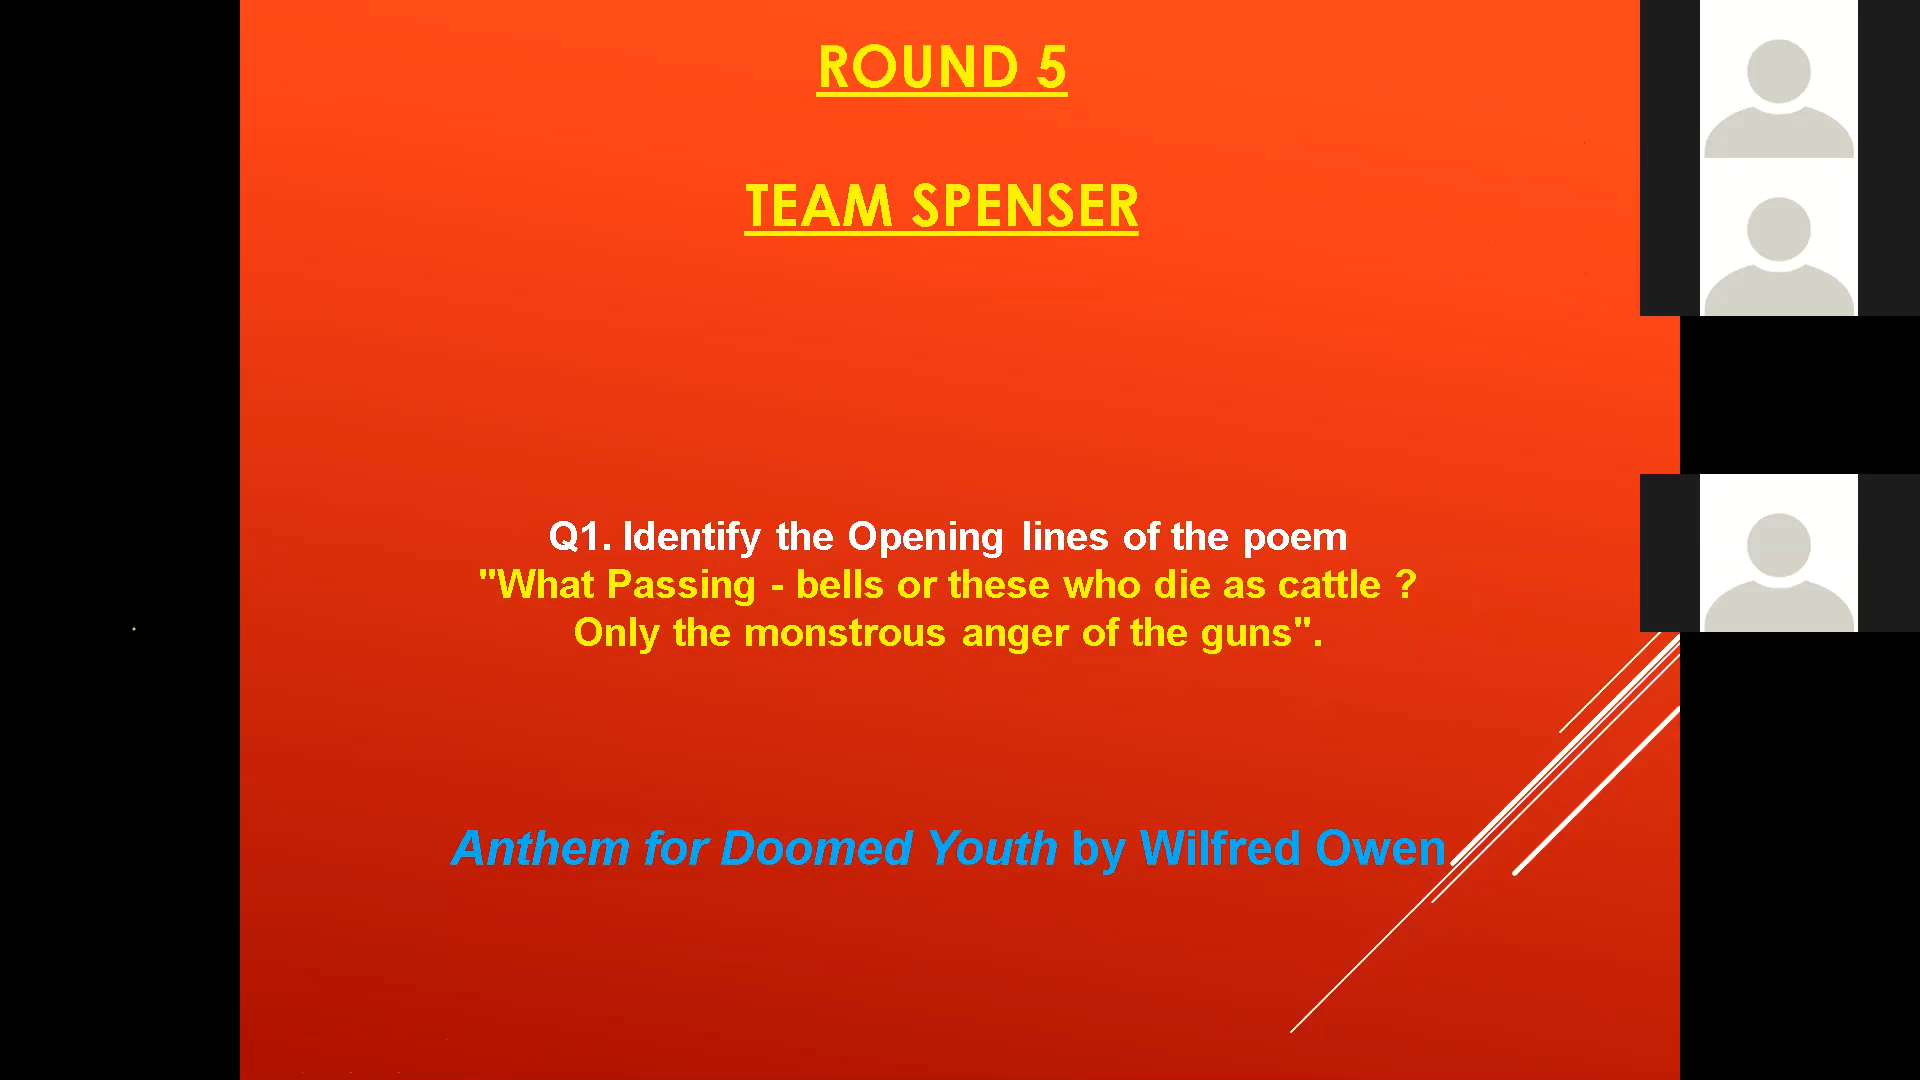 ROUND 5
TEAM SPENSER
Q1. Identify the Opening lines of the poem
"What Passing - bells or these who die as cattle ?
Only the monstrous anger of the guns".
Anthem for Doomed Youth by Wilfred Owen